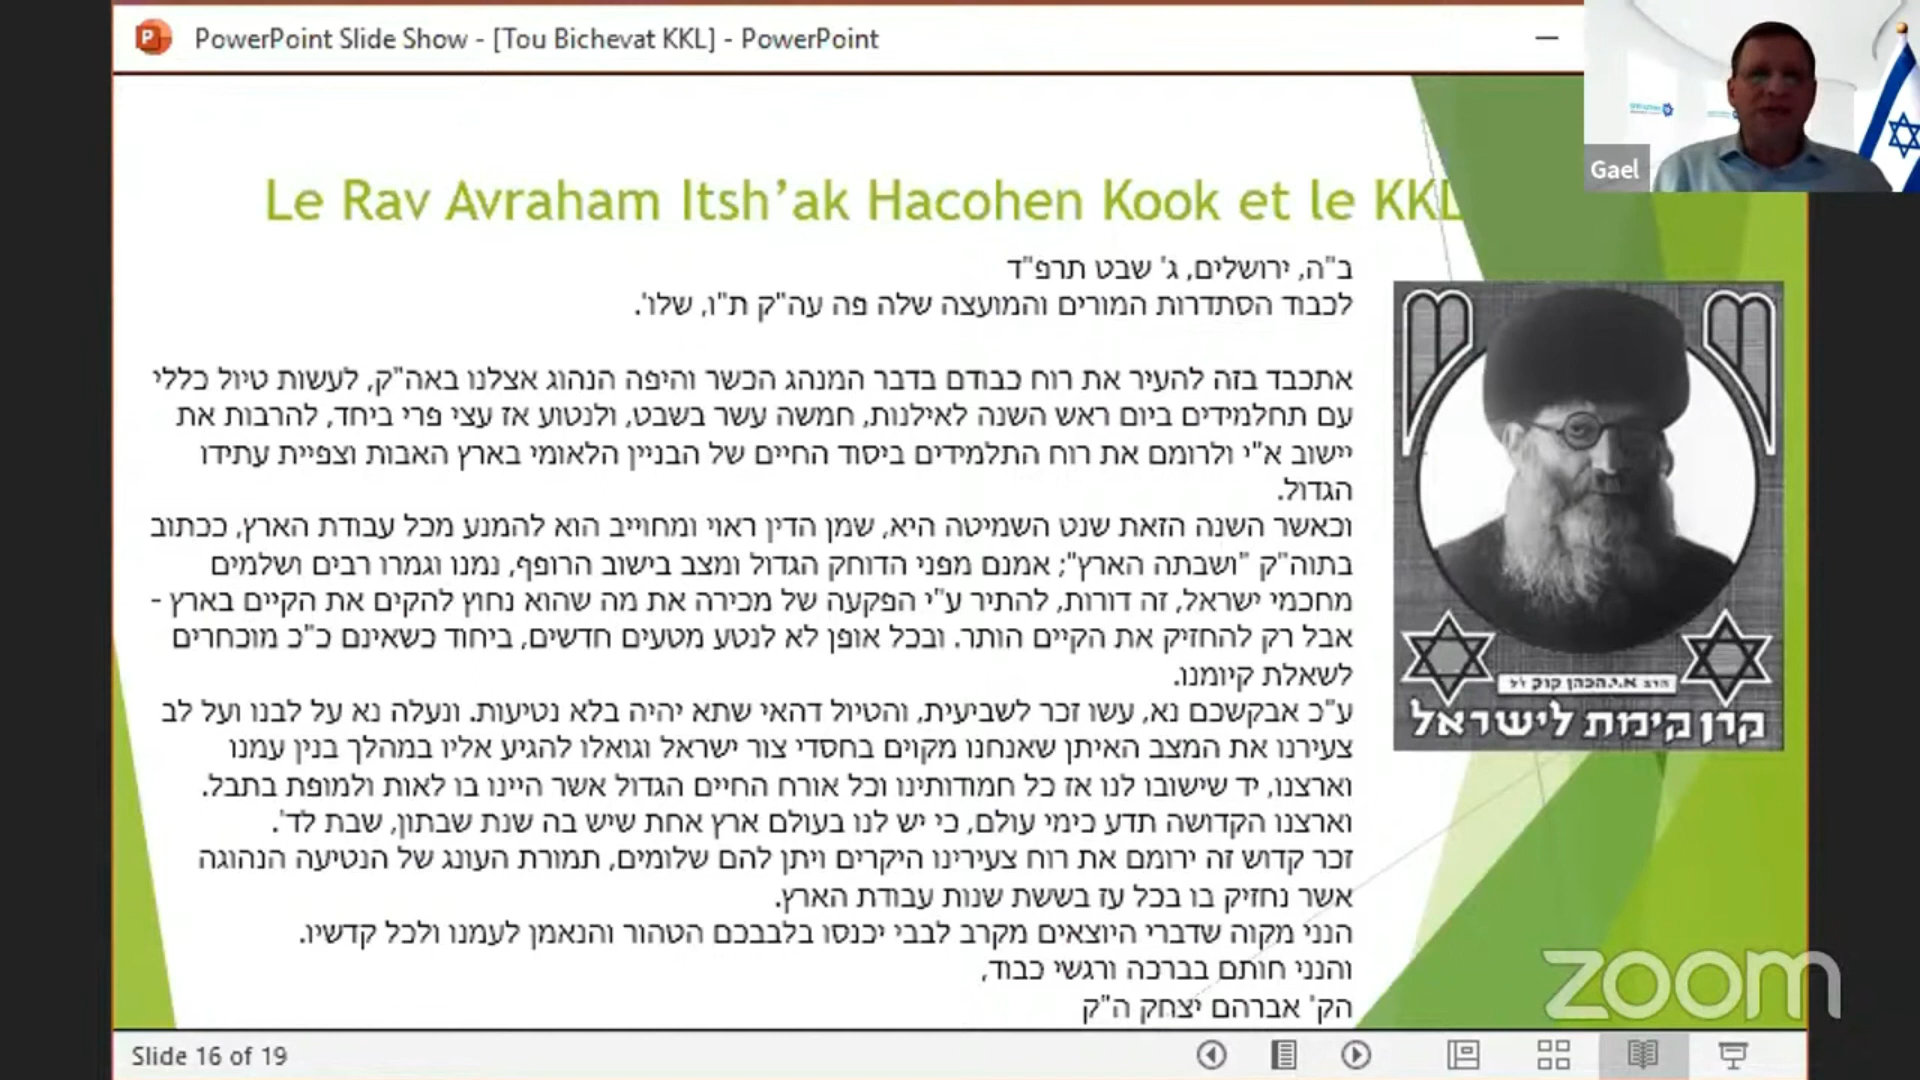 PowerPoint Slide Show - [Tou Bichevat KKL] - PowerPoint
Gael
Le Rav Avraham Itsh’ak Hacohen Kook et le KKL
ב"ה, ירושלים, ג' שבט תרפ"ד
לכבוד הסתדרות המורים והמועצה שלה פה עה"ק ת"ו, שלו'.
אתכבד בזה להעיר את רוח כבודם בדבר המנהג הכשר והיפה הנהוג אצלנו באה"ק, לעשות טיול כללי
עם תחלמידים ביום ראש השנה לאילנות, חמשה עשר בשבט, ולנטוע אז עצי פרי ביחד, להרבות את
יישוב א"י ולרומם את רוח התלמידים ביסוד החיים של הבניין הלאומי בארץ האבות וצפיית עתידו
הגדול.
וכאשר השנה הזאת שנט השמיטה היא, שמן הדין ראוי ומחוייב הוא להמנע מכל עבודת הארץ, ככתוב
בתוה"ק "ושבתה הארץ"; אמנם מפני הדוחק הגדול ומצב בישוב הרופף, נמנו וגמרו רבים ושלמים
מחכמי ישראל, זה דורות, להתיר ע"י הפקעה של מכירה את מה שהוא נחוץ להקים את הקיים בארץ -
אבל רק להחזיק את הקיים הותר. ובכל אופן לא לנטע מטעים חדשים, ביחוד כשאינם כ"כ מוכחרים
לשאלת קיומנו.
ע"כ אבקשכם נא, עשו זכר לשביעית, והטיול דהאי שתא יהיה בלא נטיעות. ונעלה נא על לבנו ועל לב
צעירנו את המצב האיתן שאנחנו מקוים בחסדי צור ישראל וגואלו להגיע אליו במהלך בנין עמנו
וארצנו, יד שישובו לנו אז כל חמודותינו וכל אורח החיים הגדול אשר היינו בו לאות ולמופת בתבל.
וארצנו הקדושה תדע כימי עולם, כי יש לנו בעולם ארץ אחת שיש בה שנת שבתון, שבת לד'.
זכר קדוש זה ירומם את רוח צעירינו היקרים ויתן להם שלומים, תמורת העונג של הנטיעה הנהוגה
אשר נחזיק בו בכל עז בששת שנות עבודת הארץ.
הנני מקוה שדברי היוצאים מקרב לבבי יכנסו בלבבכם הטהור והנאמן לעמנו ולכל קדשיו.
והנני חותם בברכה ורגשי כבוד,
הק' אברהם יצחק ה"ק
הרב א.י.הכהן קוק ז"ל
קרן קימת לישראל
zoom
Slide 16 of 19